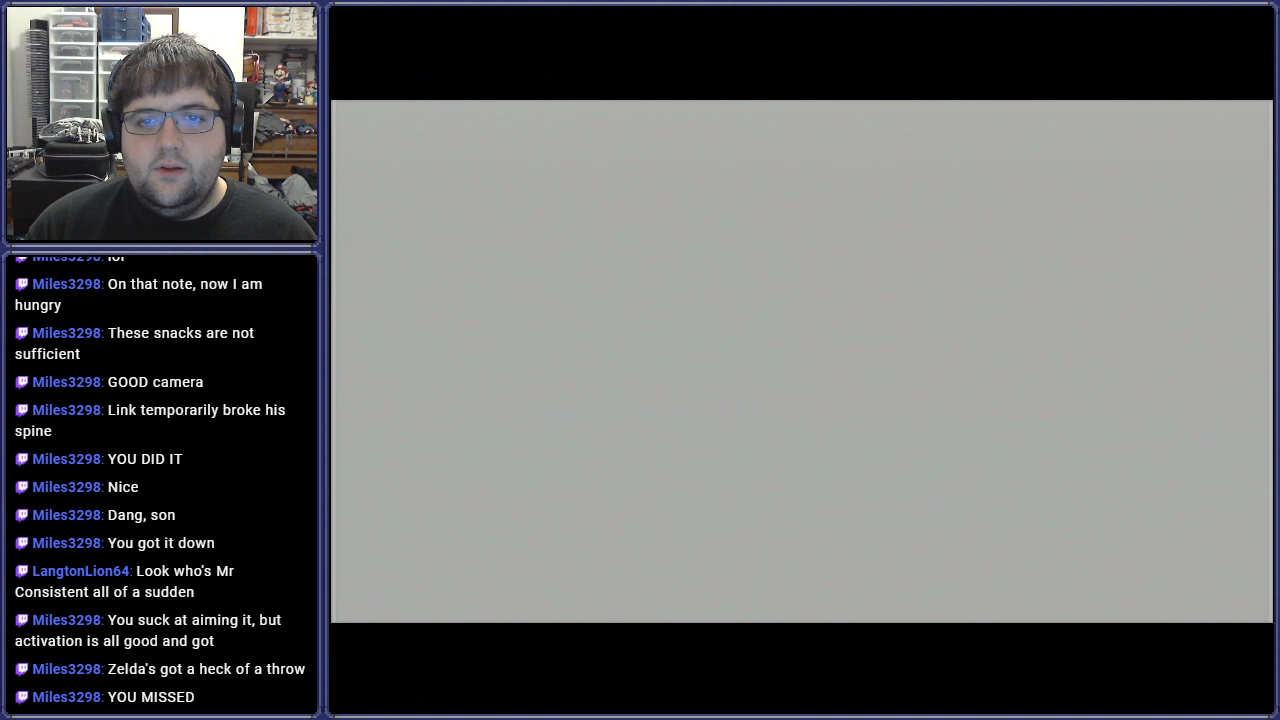 Miles3298: lol
Miles3298: On that note, now I am
hungry
Miles3298: These snacks are not
sufficient
Miles3298: GOOD camera
Miles3298: Link temporarily broke his
spine
Miles3298: YOU DID IT
Miles3298: Nice
Miles3298: Dang, son
Miles3298: You got it down
LangtonLion64: Look who's Mr
Consistent all of a sudden
Miles3298: You suck at aiming it, but
activation is all good and got
Miles3298: Zelda's got a heck of a throw
Miles3298: YOU MISSED